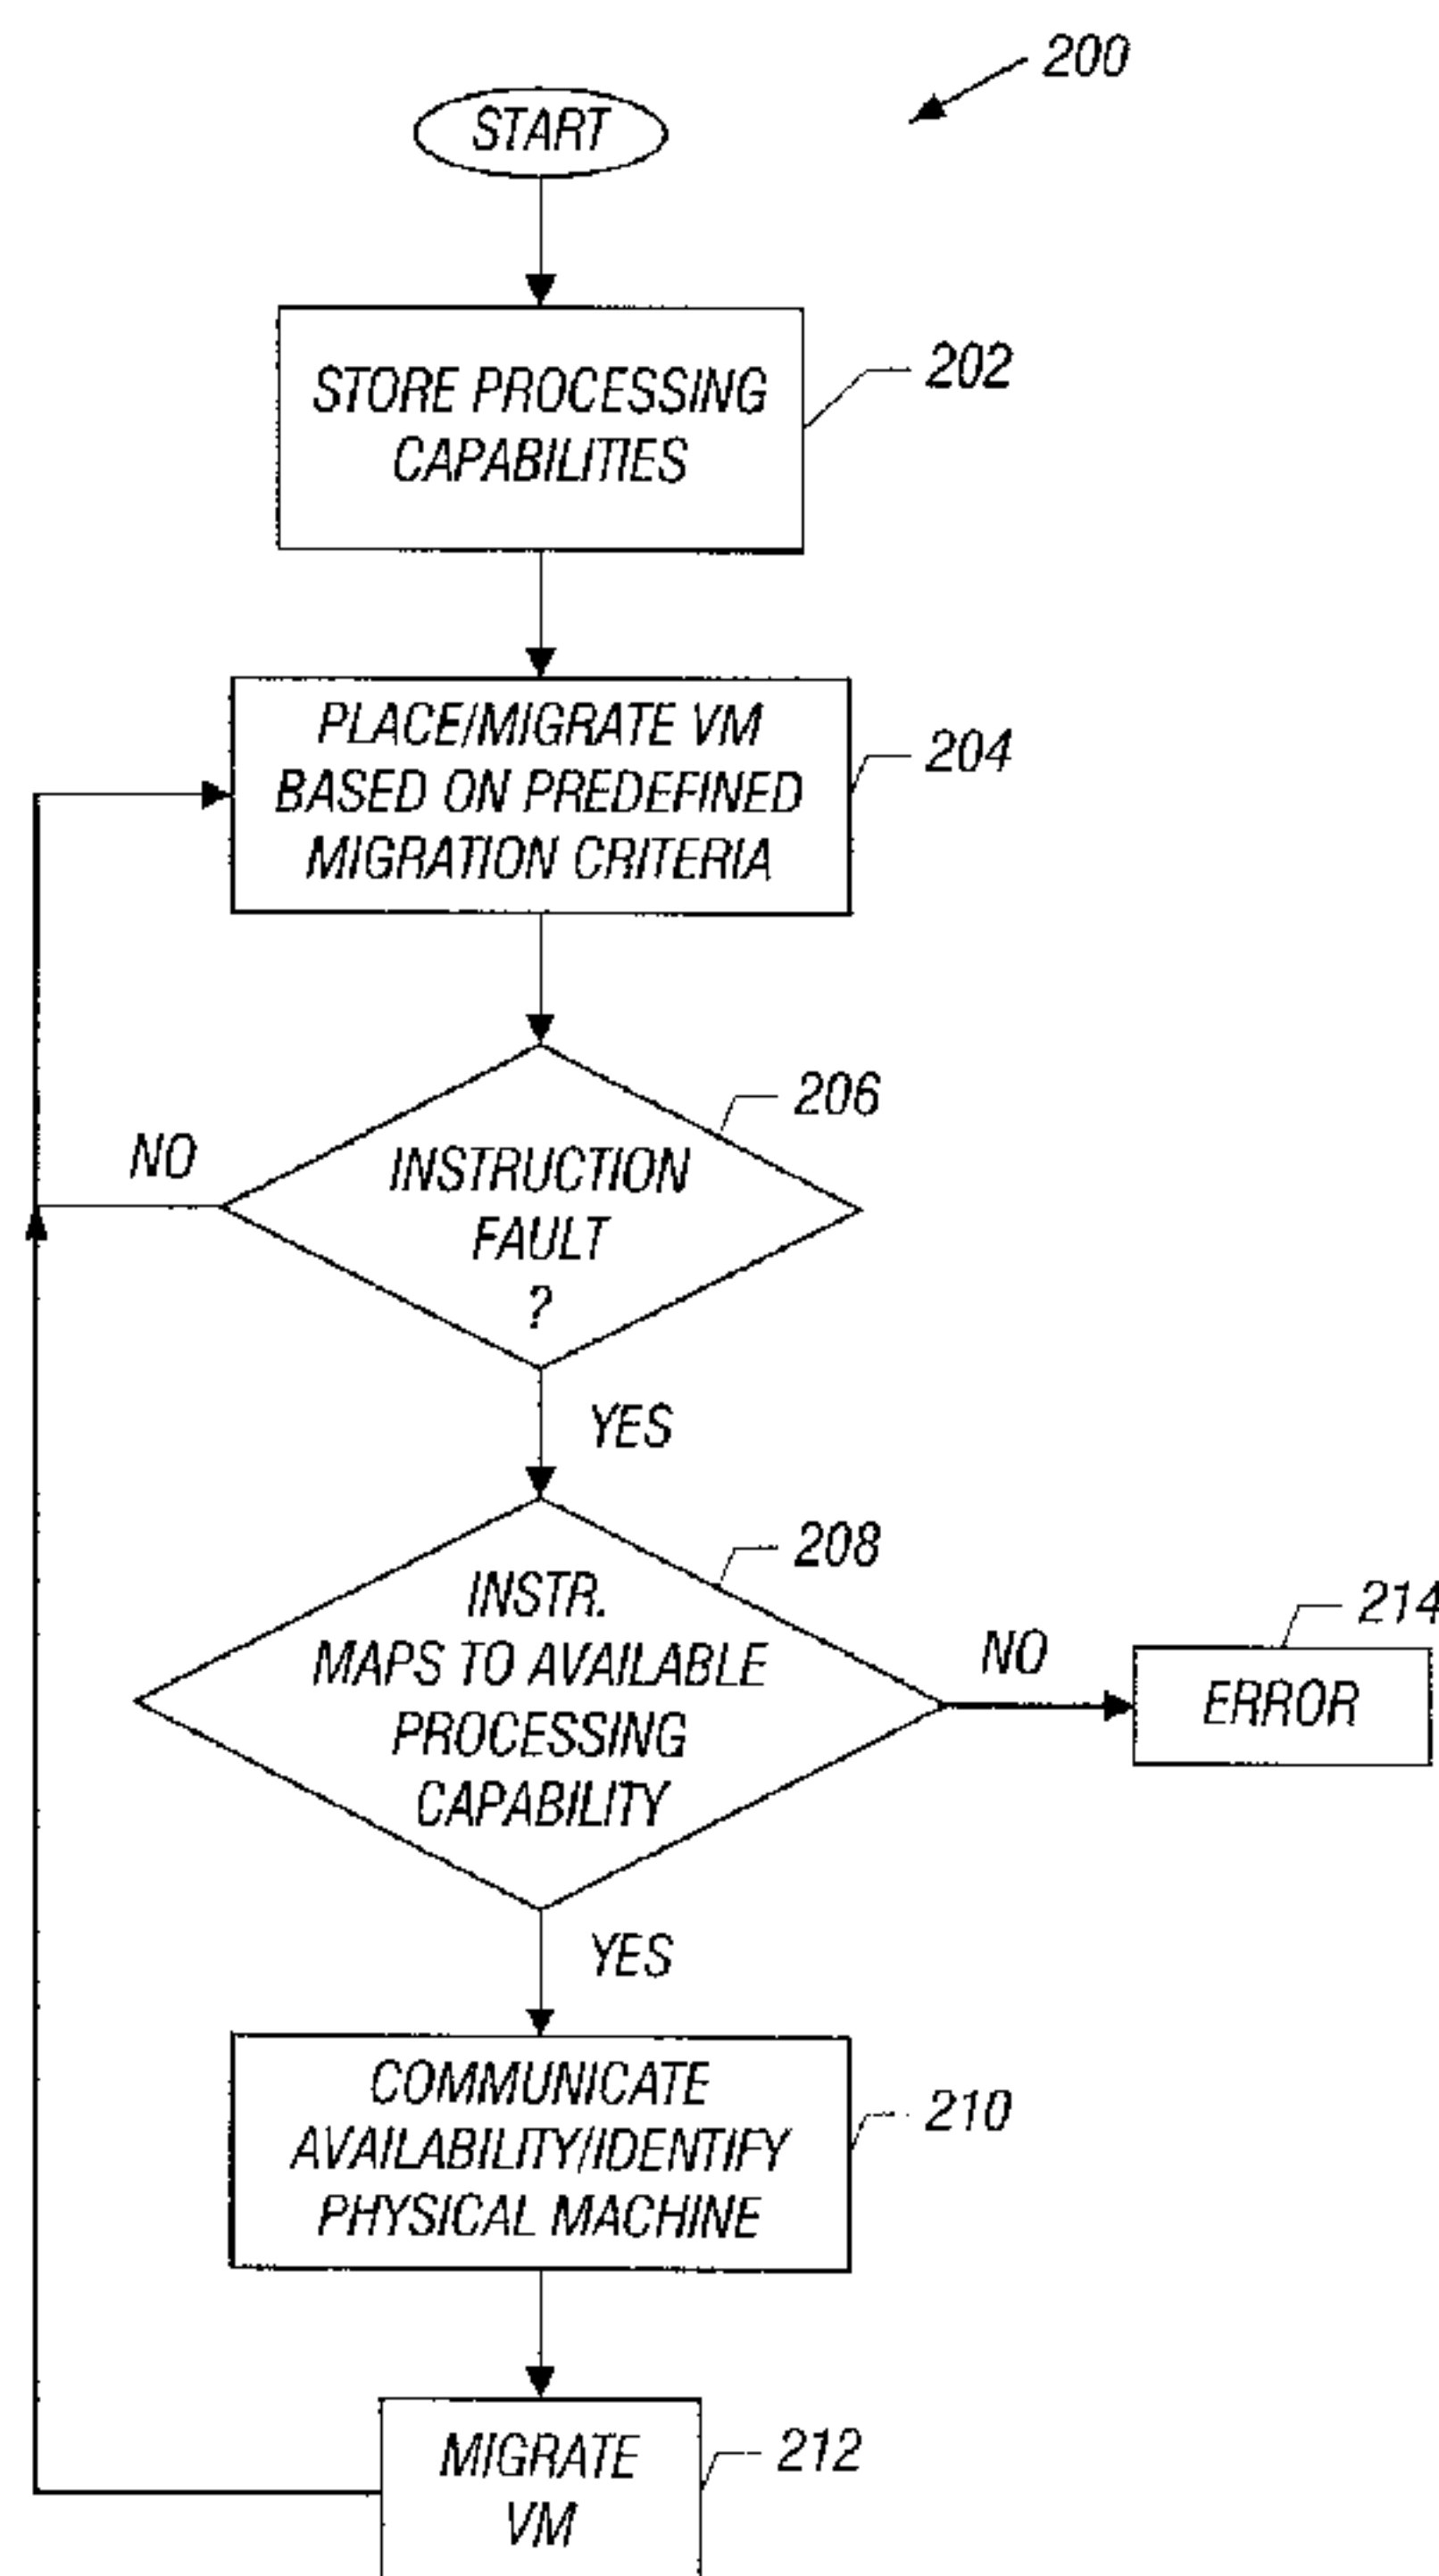 200
START
STORE PROCESSING
CAPABILITIES
202
PLACE/MIGRATE VM
BASED ON PREDEFINED
MIGRATION CRITERIA
204
206
NO
INSTRUCTION
FAULT
?
YES
208
INSTR.
MAPS TO AVAILABLE
PROCESSING
CAPABILITY
NO
214
ERROR
YES
COMMUNICATE
AVAILABILITY/IDENTIFY
PHYSICAL MACHINE
210
MIGRATE
VM
212